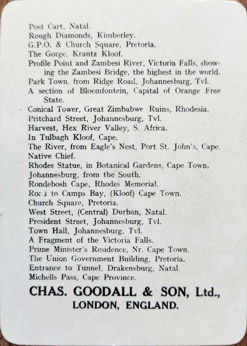 Post Cart, Natal.
Rough Diamonds, Kimberley.
G.P.O. & Church Square, Pretoria.
The Gorge, Krantz Kloof.
Profile Point and Zambesi River, Victoria Falls, show-
ing the Zambesi Bridge, the highest in the world.
Park Town, from Ridge Road, Johannesburg, Tvl.
A section of Bloemfontein, Capital of Orange Free
State.
Conical Tower, Great Zimbabwe Ruins, Rhodesia.
Pritchard Street, Johannesburg, Tvl.
Harvest, Hex River Valley, S. Africa.
In Tulbagh Kloof, Cape.
The River, from Eagle's Nest, Port St. John's, Cape.
Native Chief.
Rhodes Statue, in Botanical Gardens, Cape Town.
Johannesburg, from the South.
Rondebosh Cape, Rhodes Memorial.
Road to Camps Bay, (Kloof) Cape Town.
Church Square, Pretoria.
West Street, (Central) Durban, Natal.
President Street, Johannesburg, Tvl.
Town Hall, Johannesburg, Tvl.
A Fragment of the Victoria Falls.
Prime Minister's Residence, Nr. Cape Town.
The Union Government Building, Pretoria.
Entrance to Tunnel, Drakensburg, Natal.
Michells Pass, Cape Province.
CHAS. GOODALL & SON, Ltd.,
LONDON, ENGLAND.